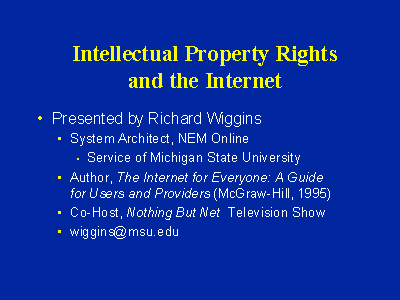 Intellectual Property Rights
and the Internet
• Presented by Richard Wiggins
• System Architect, NEM Online
• Service of Michigan State University
• Author, The Internet for Everyone: A Guide
for Users and Providers (McGraw-Hill, 1995)
• Co-Host, Nothing But Net Television Show
• wiggins@msu.edu